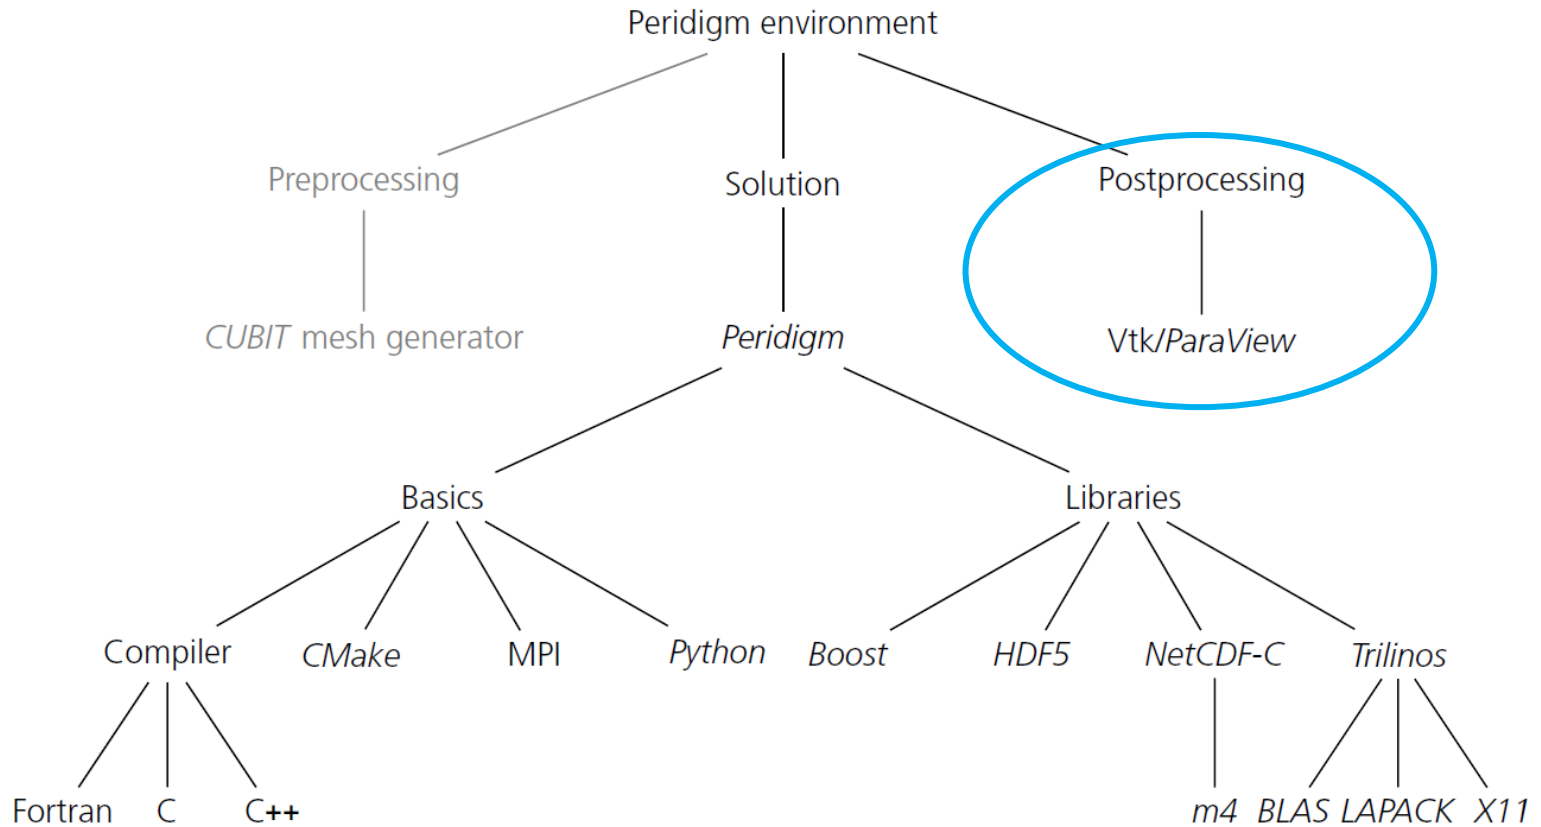 Peridigm environment
Preprocessing
Solution
Postprocessing
CUBIT mesh generator
Peridigm
Vtk/ParaView
Basics
Libraries
Compiler
CMake
MPI
Python
Boost
HDF5
NetCDF-C
Trilinos
Fortran
C
C++
m4
BLAS
LAPACK
X11